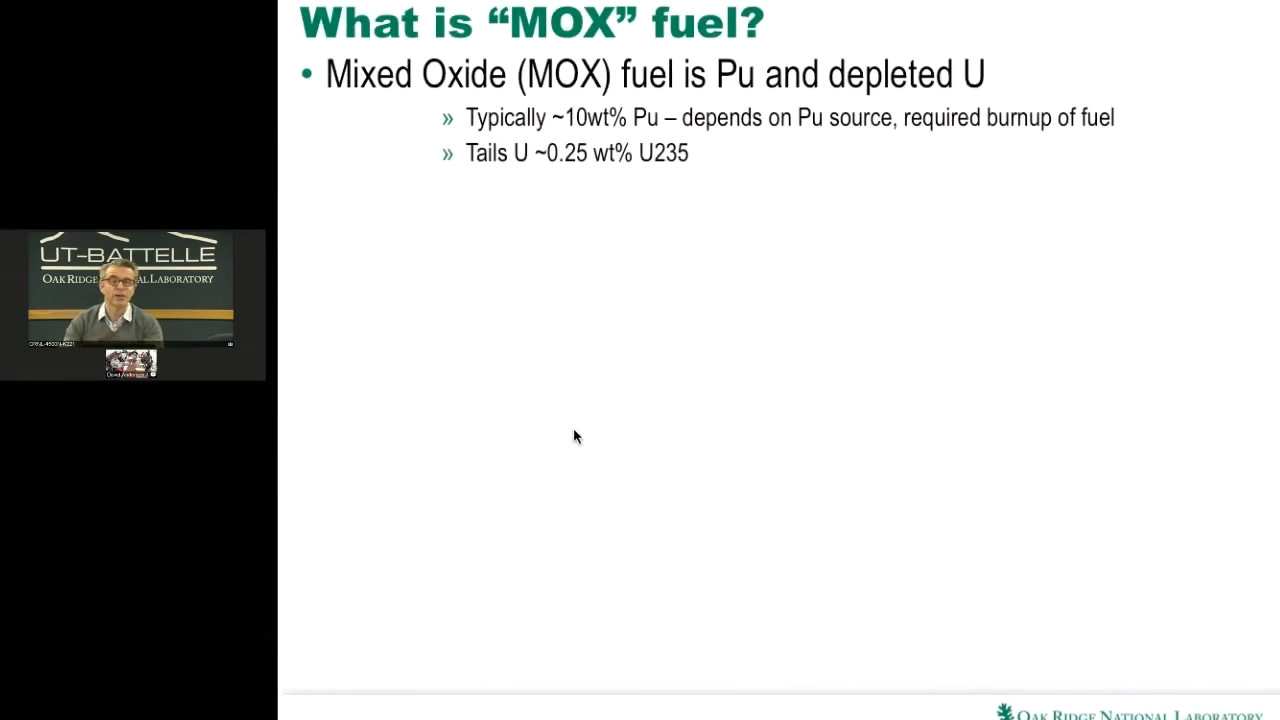 What is “MOX” fuel?
• Mixed Oxide (MOX) fuel is Pu and depleted U
» Typically ~10wt% Pu – depends on Pu source, required burnup of fuel
» Tails U ~0.25 wt% U235
UT-BATTELLE
OAK RIDGE NATIONAL LABORATORY
David Anderson
OAK RIDGE NATIONAL LABORATORY